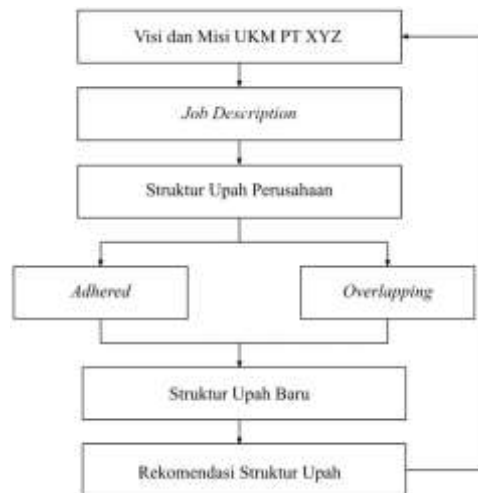 Visi dan Misi UKM PT XYZ
Job Description
Struktur Upah Perusahaan
Adhered
Overlapping
Struktur Upah Baru
Rekomendasi Struktur Upah